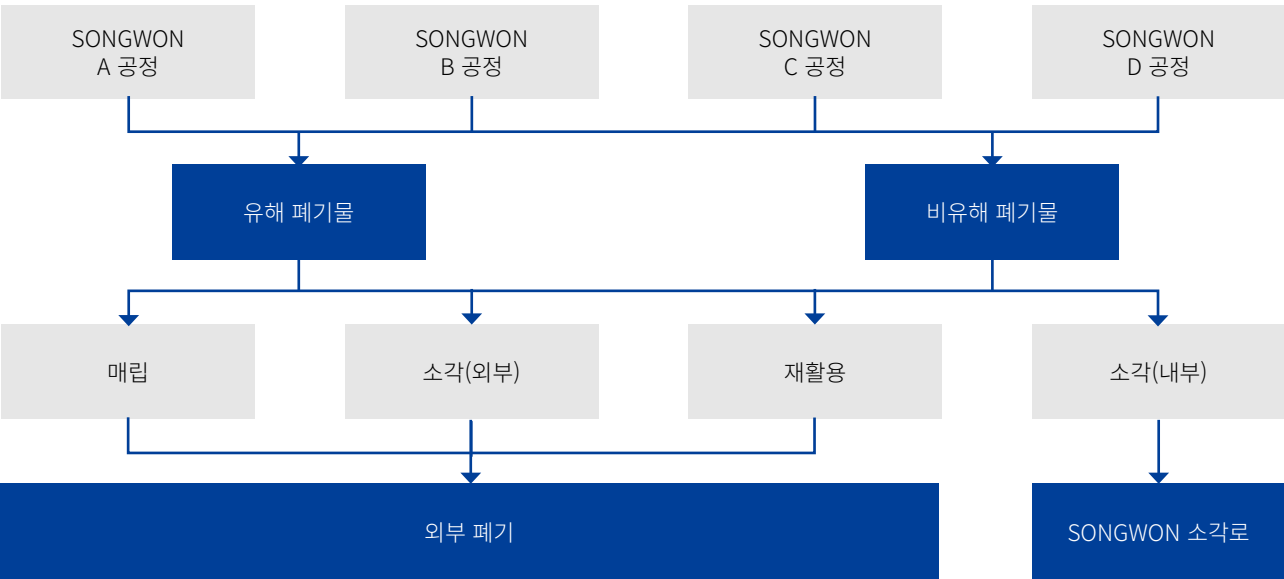 SONGWON
A 공정
SONGWON
B 공정
SONGWON
C 공정
SONGWON
D 공정
유해 폐기물
비유해 폐기물
매립
소각(외부)
재활용
소각(내부)
외부 폐기
SONGWON 소각로